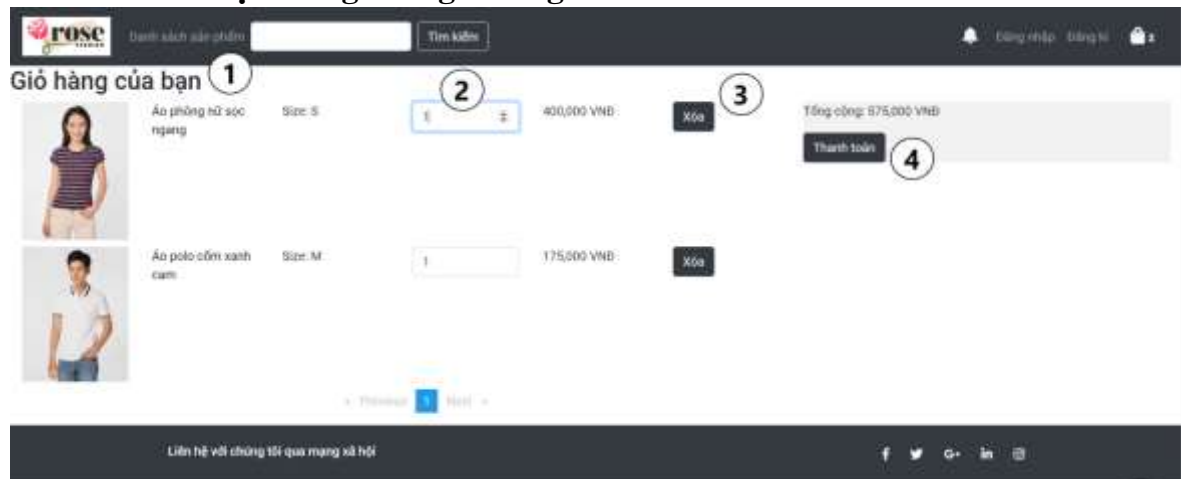 rose
Danh sách sản phẩm
Tìm kiếm
Đăng nhập Đăng kí 2
Giỏ hàng của bạn 1
2
3
Áo phông nữ sọc
ngang
Size: S
1
400,000 VNĐ
Xóa
Tổng cộng: 575,000 VNĐ
Thanh toán 4
Áo polo cốm xanh
cam
Size: M
1
175,000 VNĐ
Xóa
« Previous 1 Next »
Liên hệ với chúng tôi qua mạng xã hội
f G+ in